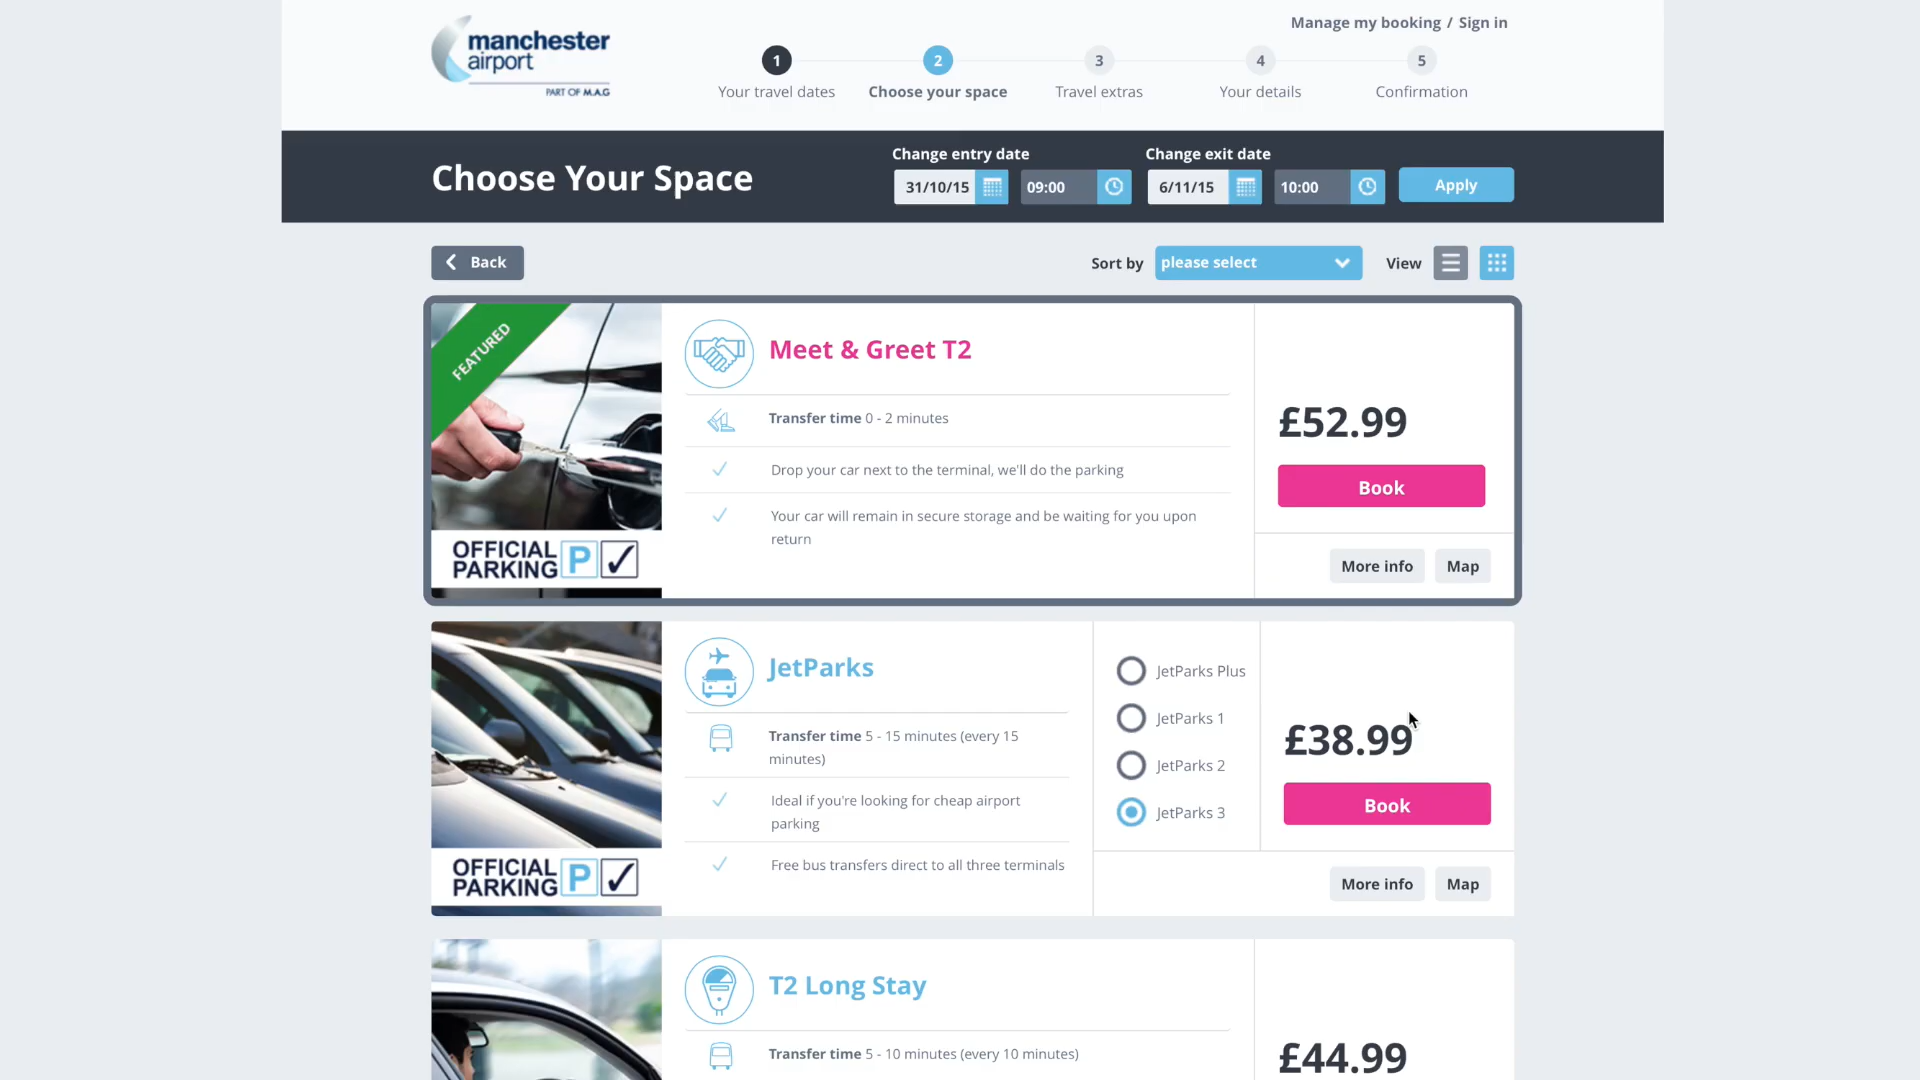 Manage my booking / Sign in
manchester
airport
PART OF M.A.G
1 2 3 4 5
Your travel dates Choose your space Travel extras Your details Confirmation
Choose Your Space
Change entry date Change exit date
31/10/15 09:00 6/11/15 10:00 Apply
Back Sort by please select View
FEATURED
Meet & Greet T2
Transfer time 0 - 2 minutes
£52.99
Drop your car next to the terminal, we'll do the parking
Book
Your car will remain in secure storage and be waiting for you upon
return
OFFICIAL
PARKING P
More info Map
JetParks
JetParks Plus
JetParks 1
JetParks 2
JetParks 3
Transfer time 5 - 15 minutes (every 15
minutes)
£38.99
Ideal if you're looking for cheap airport
parking
Book
Free bus transfers direct to all three terminals
OFFICIAL
PARKING P
More info Map
T2 Long Stay
Transfer time 5 - 10 minutes (every 10 minutes)
£44.99